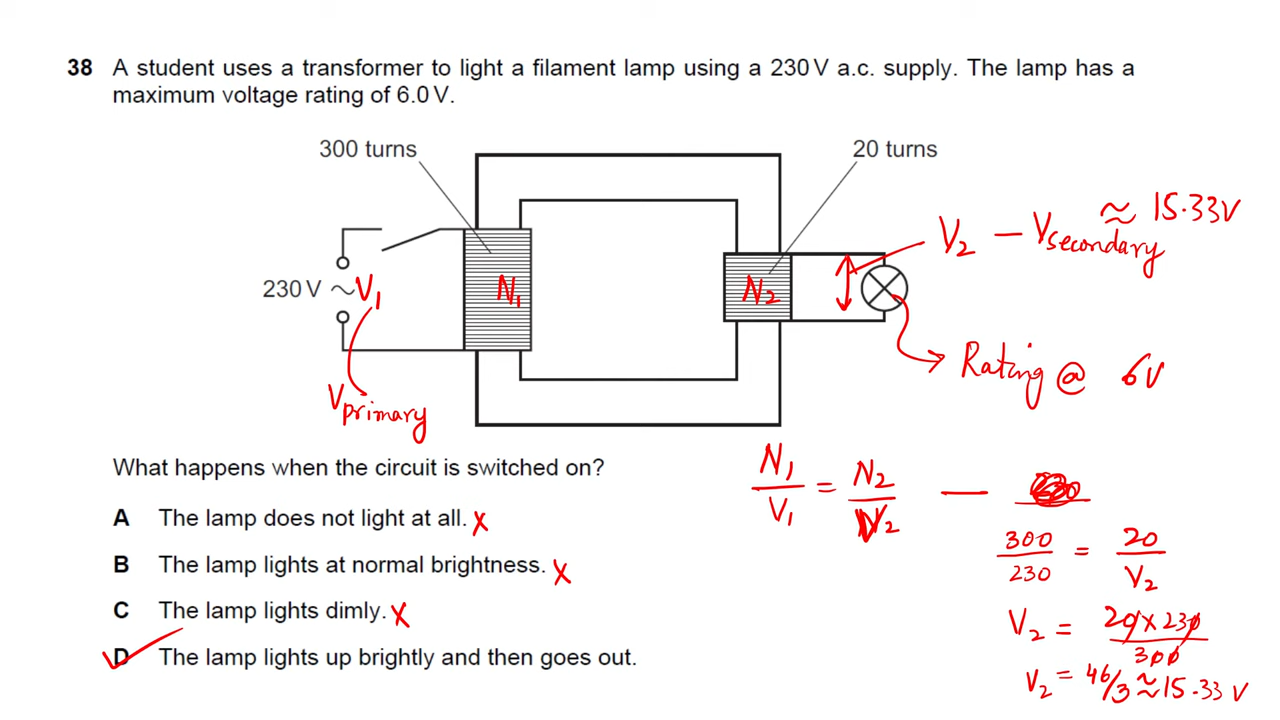 38 A student uses a transformer to light a filament lamp using a 230 V a.c. supply. The lamp has a
maximum voltage rating of 6.0 V.
300 turns
20 turns
≈ 15.33V
V2 — Vsecondary
230 V ~ V1
N1
N2
Rating @ 6V
Vprimary
What happens when the circuit is switched on?
N1/V1 = N2/V2 —
A The lamp does not light at all. X
300/230 = 20/V2
B The lamp lights at normal brightness. X
C The lamp lights dimly. X
V2 = 20 x 230/300
D The lamp lights up brightly and then goes out.
V2 = 46/3 ≈ 15.33 V